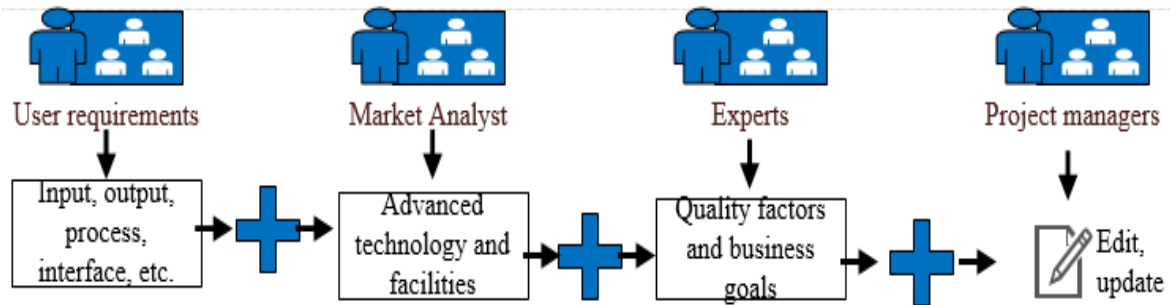 User requirements
Market Analyst
Experts
Project managers
Input, output,
process,
interface, etc.
Advanced
technology and
facilities
Quality factors
and business
goals
Edit,
update